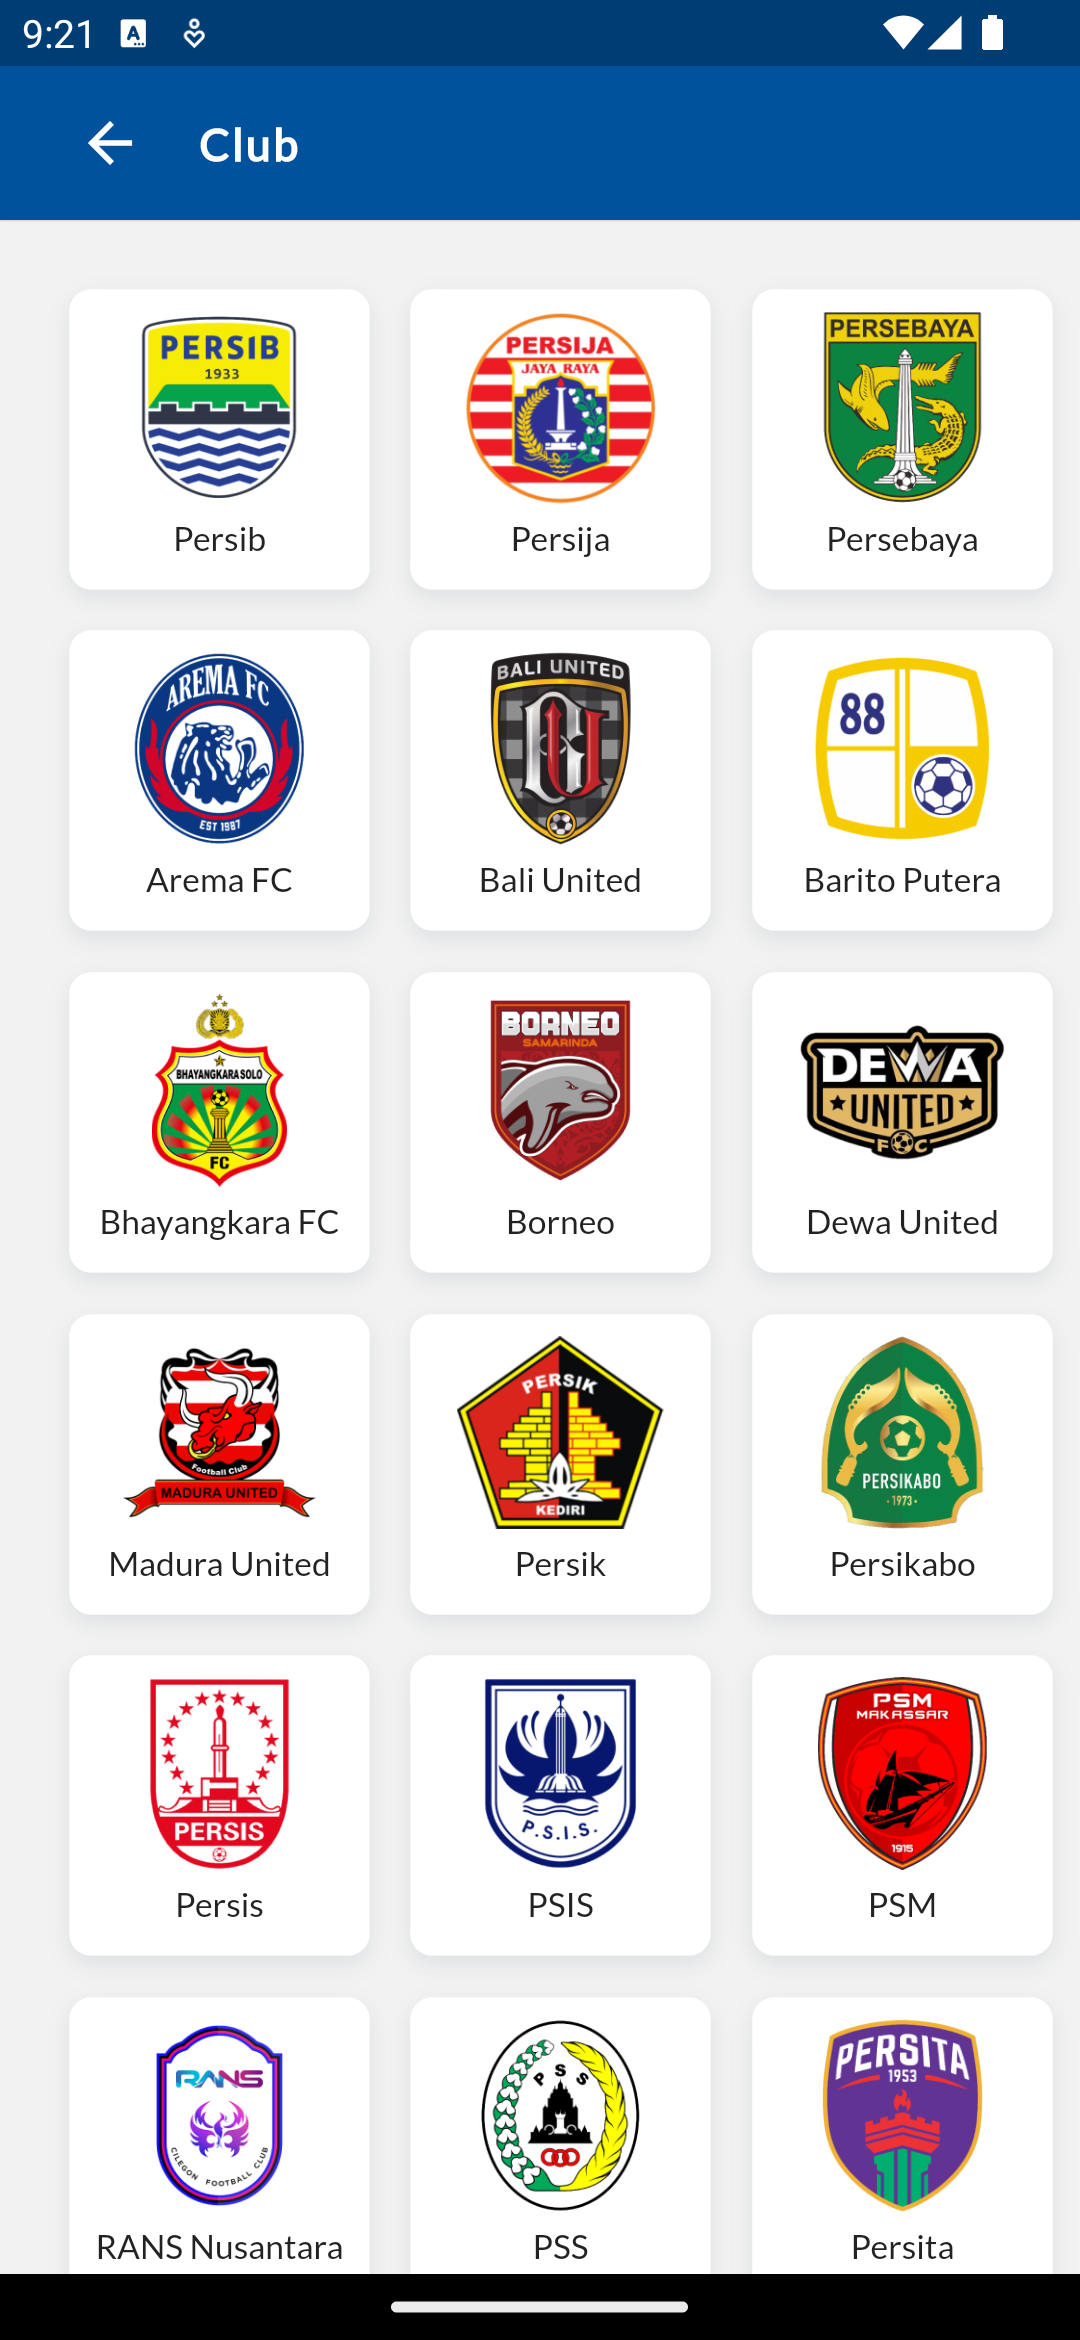 9:21
Club
PERSIB
1933
Persib
PERSIJA
JAYA RAYA
Persija
PERSEBAYA
Persebaya
AREMA FC
EST 1987
Arema FC
BALI UNITED
Bali United
88
Barito Putera
BHAYANGKARA SOLO
FC
Bhayangkara FC
BORNEO
SAMARINDA
Borneo
DEWA
UNITED
FC
Dewa United
Football Club
MADURA UNITED
Madura United
PERSIK
KEDIRI
Persik
PERSIKABO
·1973·
Persikabo
PERSIS
Persis
P.S.I.S.
PSIS
PSM
MAKASSAR
1915
PSM
RANS
CILEGON FOOTBALL CLUB
RANS Nusantara
PSS
PSS
PERSITA
1953
Persita